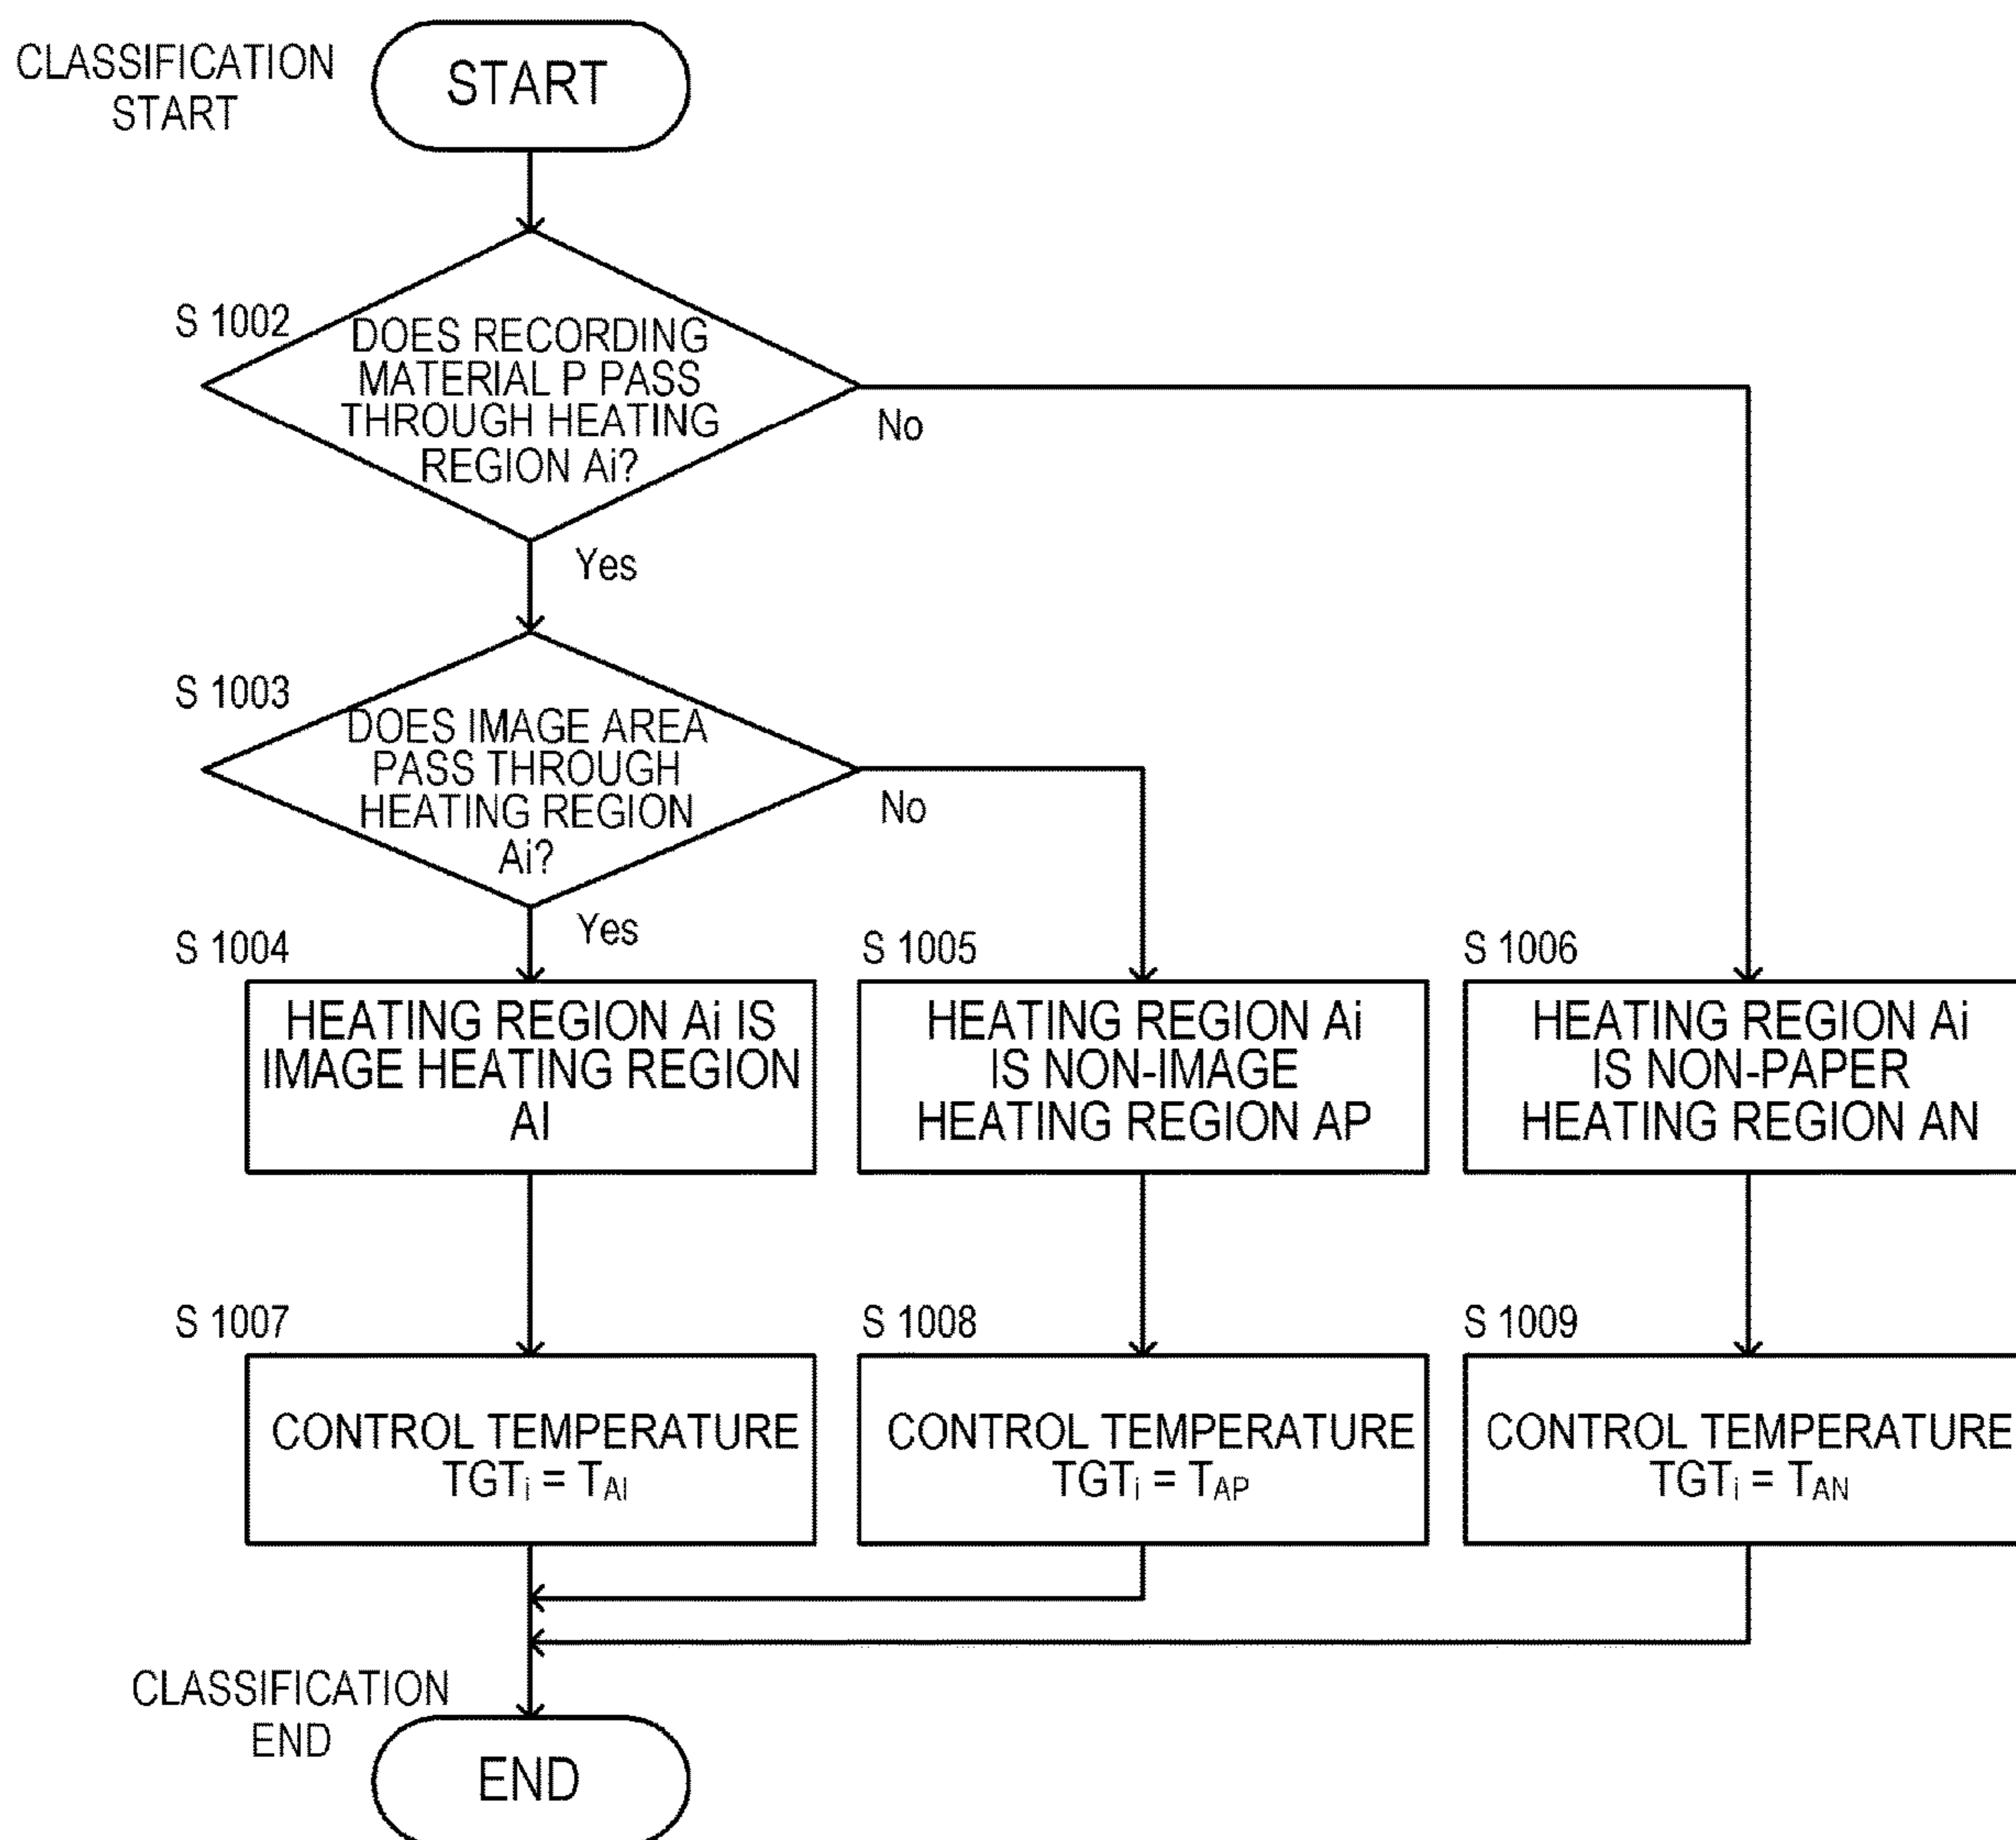 CLASSIFICATION
START
START
S 1002
DOES RECORDING
MATERIAL P PASS
THROUGH HEATING
REGION Ai?
No
Yes
S 1003
DOES IMAGE AREA
PASS THROUGH
HEATING REGION
Ai?
No
Yes
S 1004
HEATING REGION Ai IS
IMAGE HEATING REGION
AI
S 1005
HEATING REGION Ai
IS NON-IMAGE
HEATING REGION AP
S 1006
HEATING REGION Ai
IS NON-PAPER
HEATING REGION AN
S 1007
CONTROL TEMPERATURE
TGTi = TAI
S 1008
CONTROL TEMPERATURE
TGTi = TAP
S 1009
CONTROL TEMPERATURE
TGTi = TAN
CLASSIFICATION
END
END